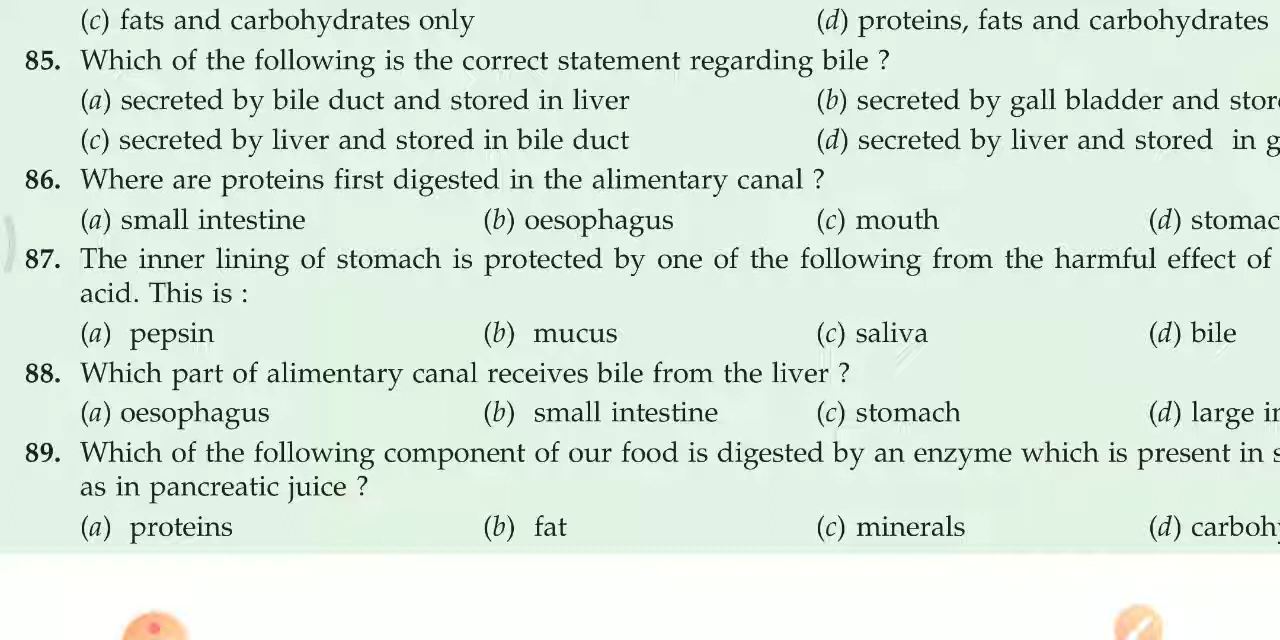 (c) fats and carbohydrates only (d) proteins, fats and carbohydrates
85. Which of the following is the correct statement regarding bile ?
(a) secreted by bile duct and stored in liver (b) secreted by gall bladder and
(c) secreted by liver and stored in bile duct (d) secreted by liver and stored in
86. Where are proteins first digested in the alimentary canal ?
(a) small intestine (b) oesophagus (c) mouth (d)
87. The inner lining of stomach is protected by one of the following from the harmful effect of
acid. This is :
(a) pepsin (b) mucus (c) saliva (d) bile
88. Which part of alimentary canal receives bile from the liver ?
(a) oesophagus (b) small intestine (c) stomach (d) large
89. Which of the following component of our food is digested by an enzyme which is present in
as in pancreatic juice ?
(a) proteins (b) fat (c) minerals (d)